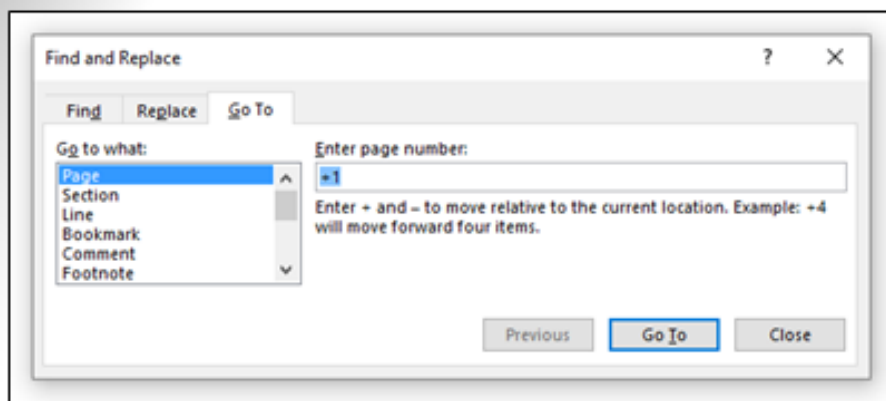 Find and Replace
?
Find
Replace
Go To
Go to what:
Page
Section
Line
Bookmark
Comment
Footnote
Enter page number:
+1
Enter + and – to move relative to the current location. Example: +4
will move forward four items.
Previous
Go To
Close